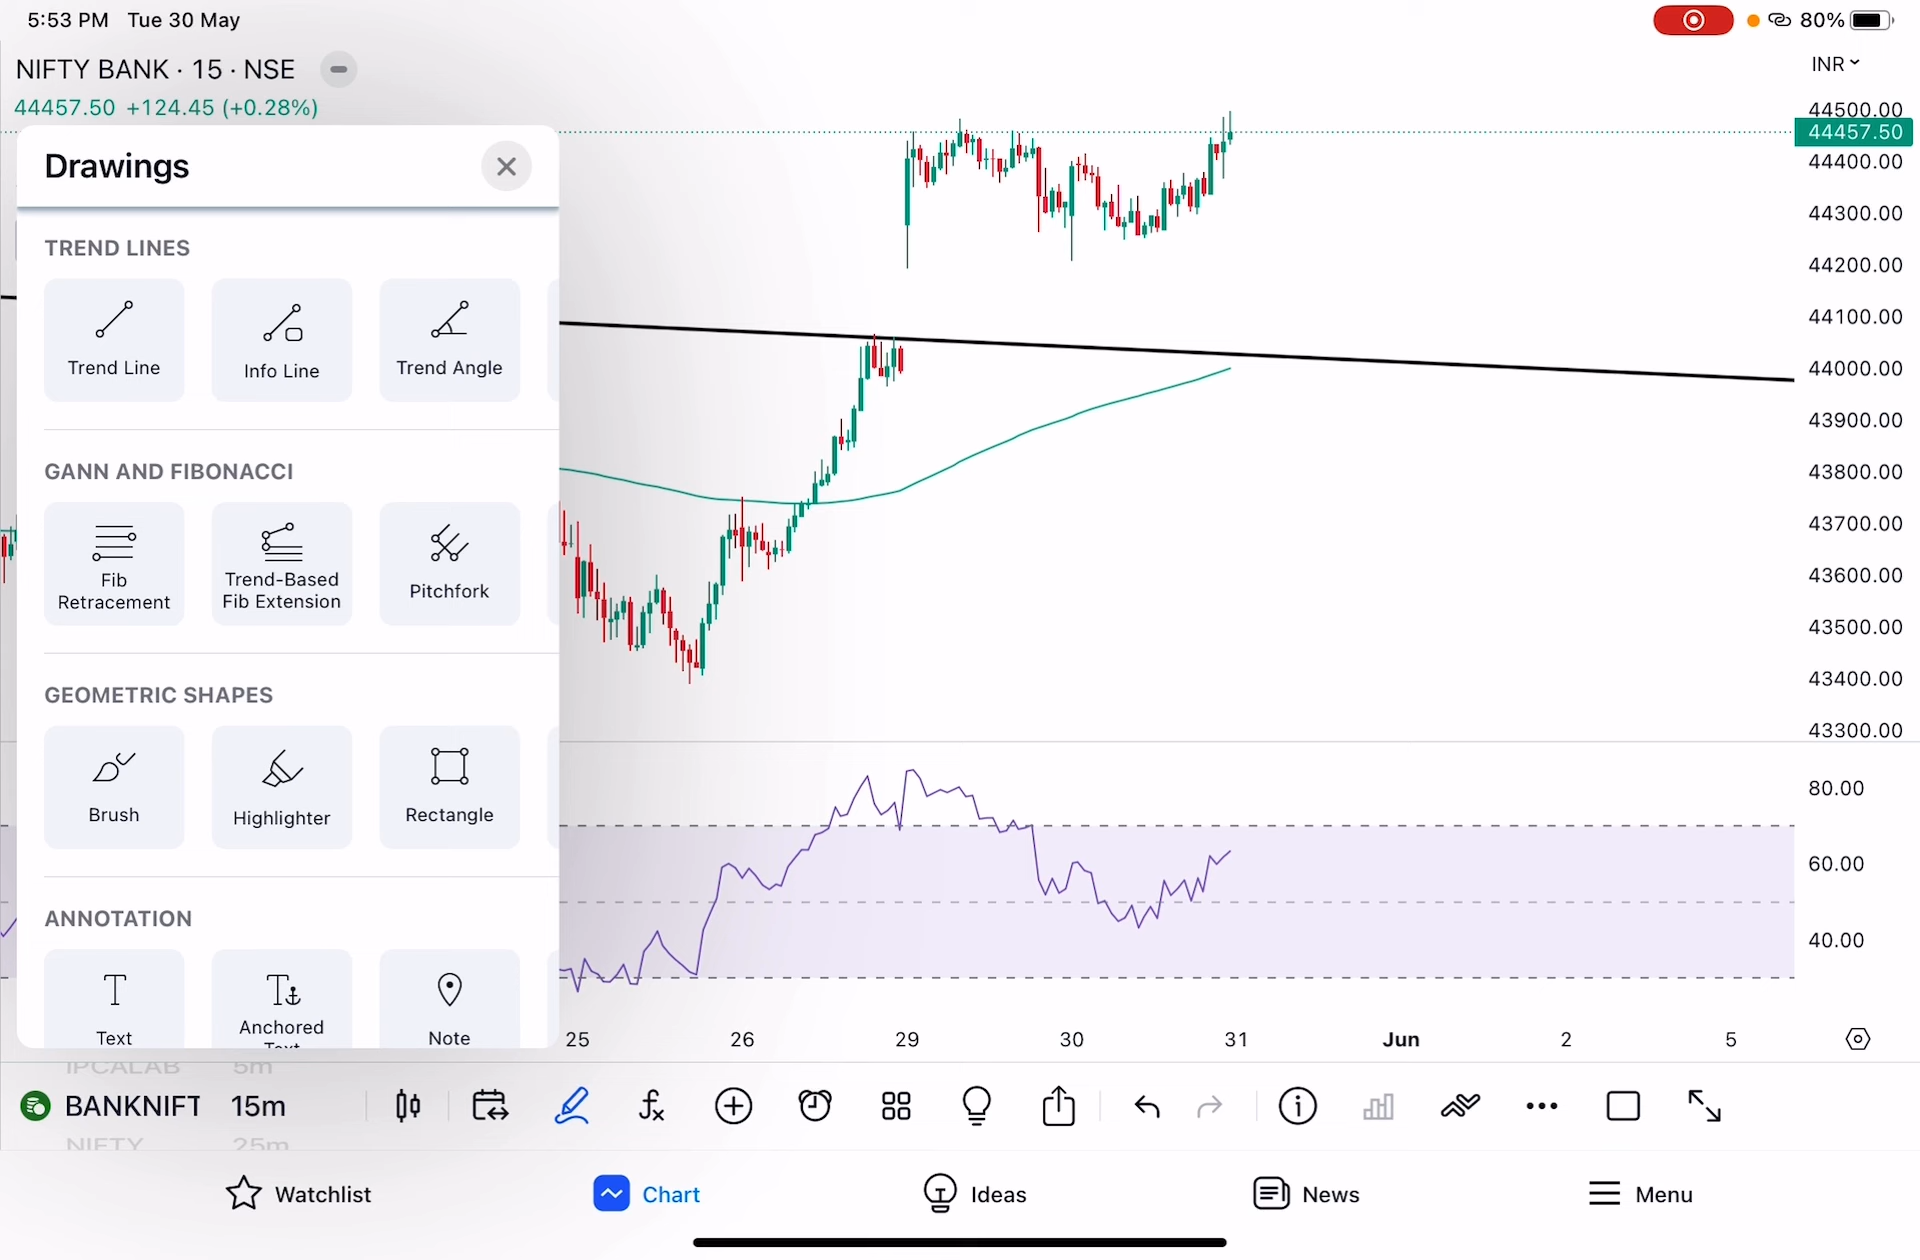 5:53 PM Tue 30 May
80%
NIFTY BANK · 15 · NSE
INR
44457.50 +124.45 (+0.28%)
Drawings
TREND LINES
Trend Line
Info Line
Trend Angle
GANN AND FIBONACCI
Fib
Retracement
Trend-Based
Fib Extension
Pitchfork
GEOMETRIC SHAPES
Brush
Highlighter
Rectangle
ANNOTATION
Text
Anchored
Text
Note
44500.00
44457.50
44400.00
44300.00
44200.00
44100.00
44000.00
43900.00
43800.00
43700.00
43600.00
43500.00
43400.00
43300.00
80.00
60.00
40.00
25 26 29 30 31 Jun 2 5
IPCALAB 5m
BANKNIFT 15m
NIFTY 25m
Watchlist
Chart
Ideas
News
Menu